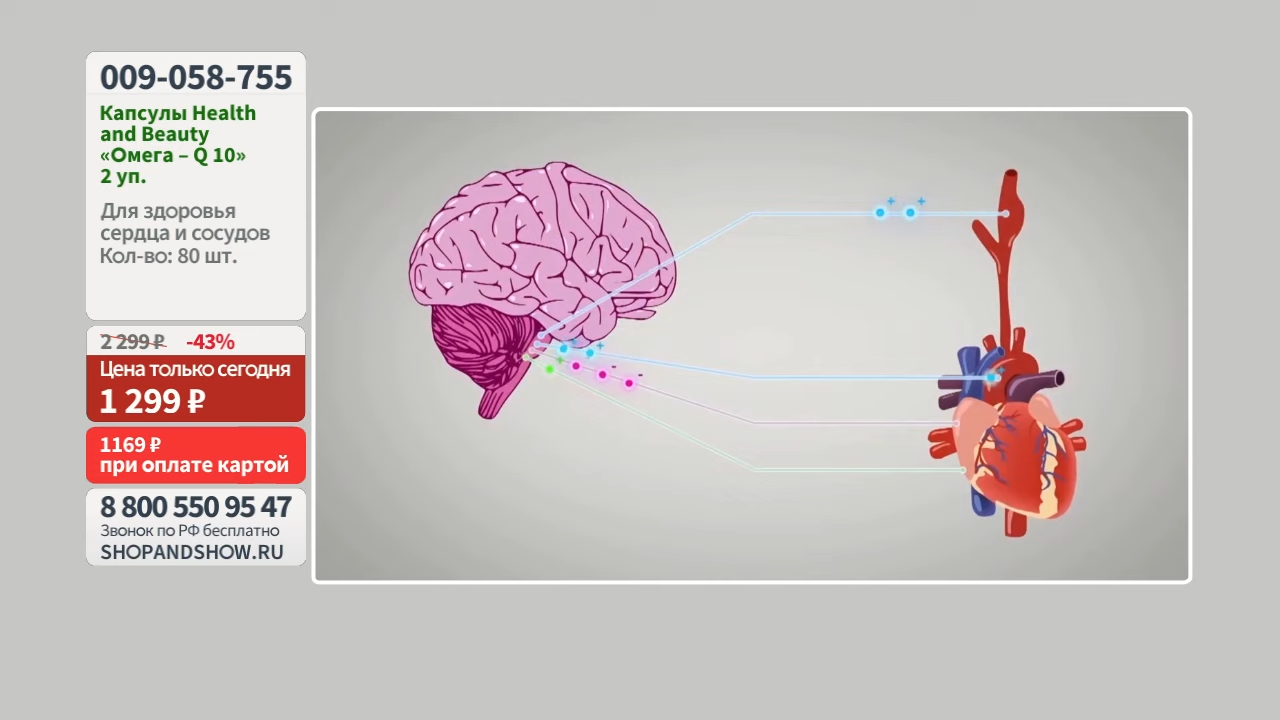 009-058-755
Капсулы Health
and Beauty
«Омега – Q 10»
2 уп.
Для здоровья
сердца и сосудов
Кол-во: 80 шт.
2 299 ₽ -43%
Цена только сегодня
1 299 ₽
1169 ₽
при оплате картой
8 800 550 95 47
Звонок по РФ бесплатно
SHOPANDSHOW.RU